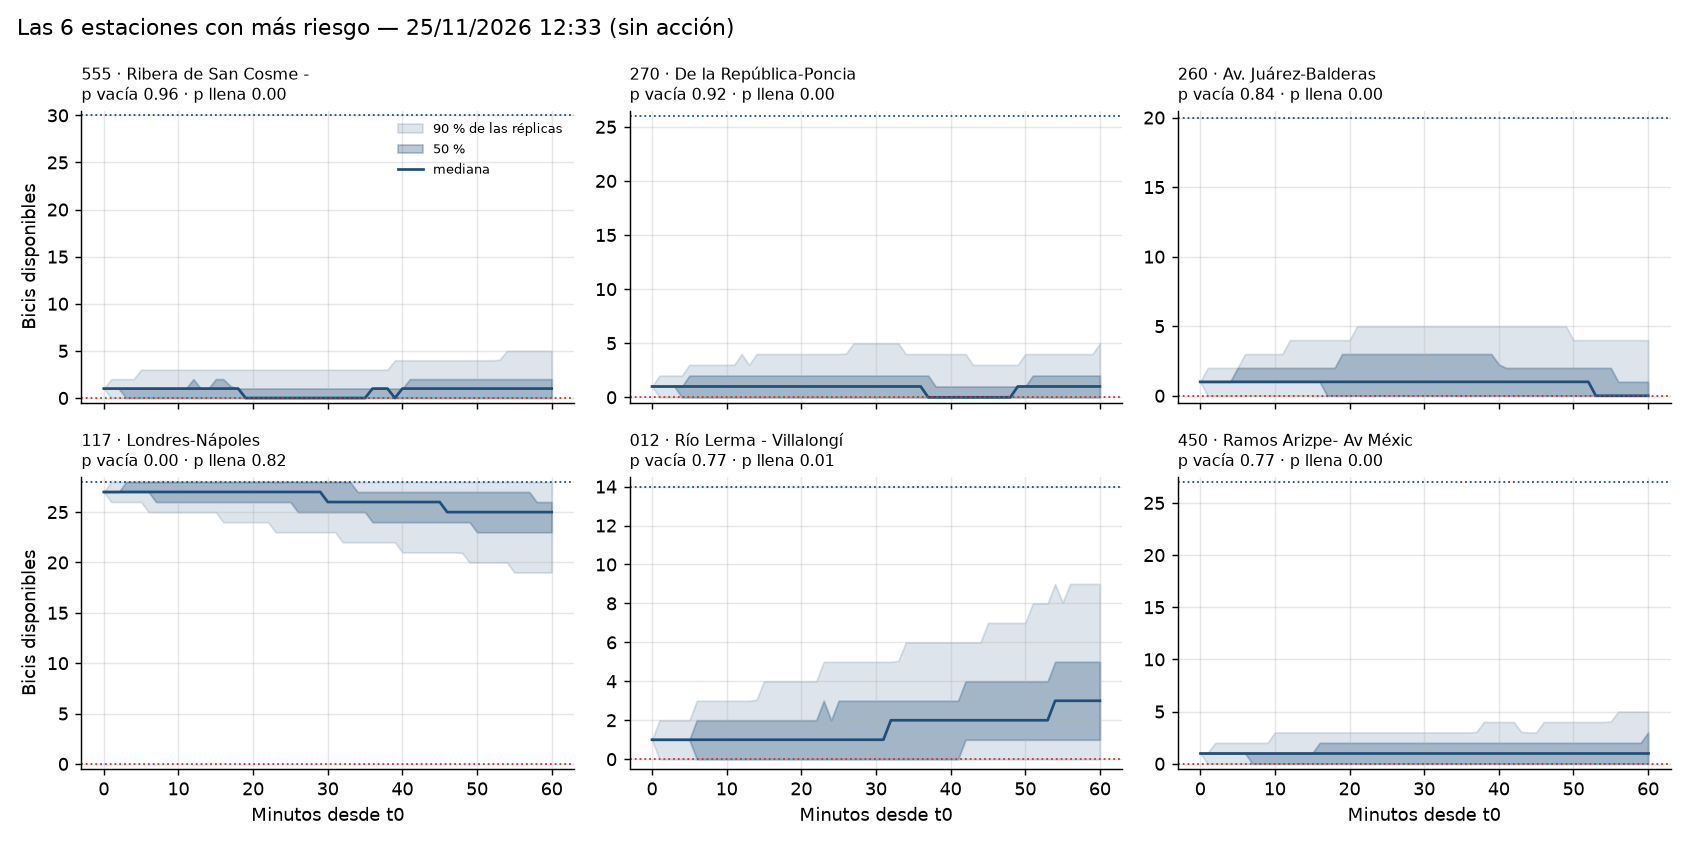 Las 6 estaciones con más riesgo — 25/11/2026 12:33 (sin acción)
555 · Ribera de San Cosme -
p vacía 0.96 · p llena 0.00
270 · De la República-Poncia
p vacía 0.92 · p llena 0.00
260 · Av. Juárez-Balderas
p vacía 0.84 · p llena 0.00
Bicis disponibles
30
25
20
15
10
5
0
90 % de las réplicas
50 %
mediana
0 10 20 30 40 50 60
25
20
15
10
5
0
20
15
10
5
0
117 · Londres-Nápoles
p vacía 0.00 · p llena 0.82
012 · Río Lerma - Villalongí
p vacía 0.77 · p llena 0.01
450 · Ramos Arizpe- Av Méxic
p vacía 0.77 · p llena 0.00
Bicis disponibles
25
20
15
10
5
0
0 10 20 30 40 50 60
Minutos desde t0
14
12
10
8
6
4
2
0
0 10 20 30 40 50 60
Minutos desde t0
25
20
15
10
5
0
0 10 20 30 40 50 60
Minutos desde t0